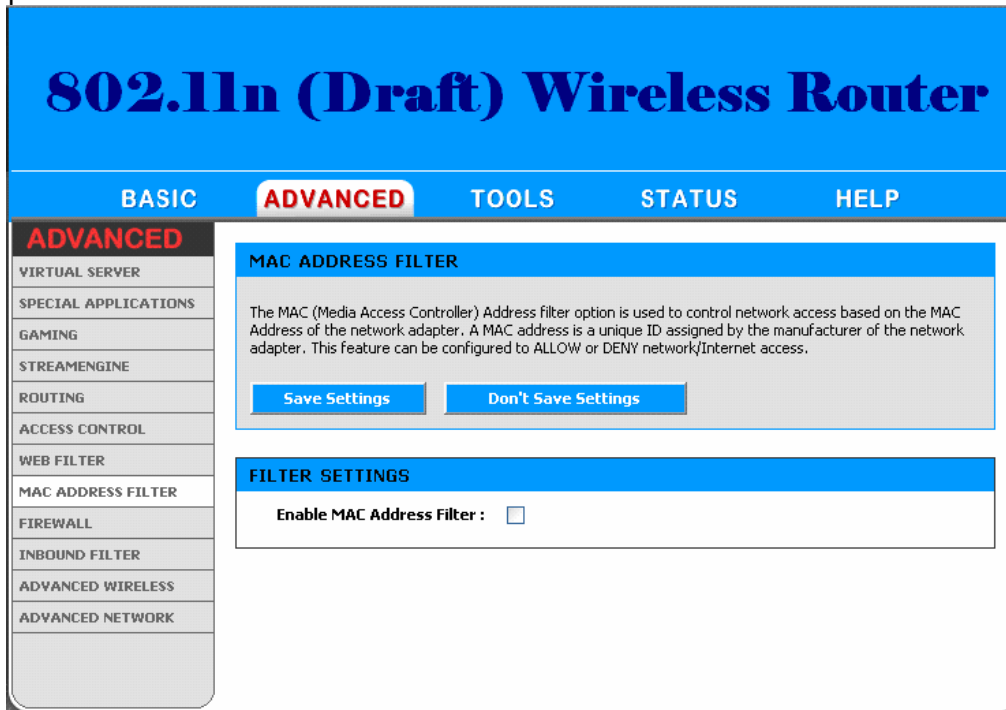 802.11n (Draft) Wireless Router
BASIC
ADVANCED
TOOLS
STATUS
HELP
ADVANCED
VIRTUAL SERVER
SPECIAL APPLICATIONS
GAMING
STREAMENGINE
ROUTING
ACCESS CONTROL
WEB FILTER
MAC ADDRESS FILTER
FIREWALL
INBOUND FILTER
ADVANCED WIRELESS
ADVANCED NETWORK
MAC ADDRESS FILTER
The MAC (Media Access Controller) Address filter option is used to control network access based on the MAC
Address of the network adapter. A MAC address is a unique ID assigned by the manufacturer of the network
adapter. This feature can be configured to ALLOW or DENY network/Internet access.
Save Settings
Don't Save Settings
FILTER SETTINGS
Enable MAC Address Filter :